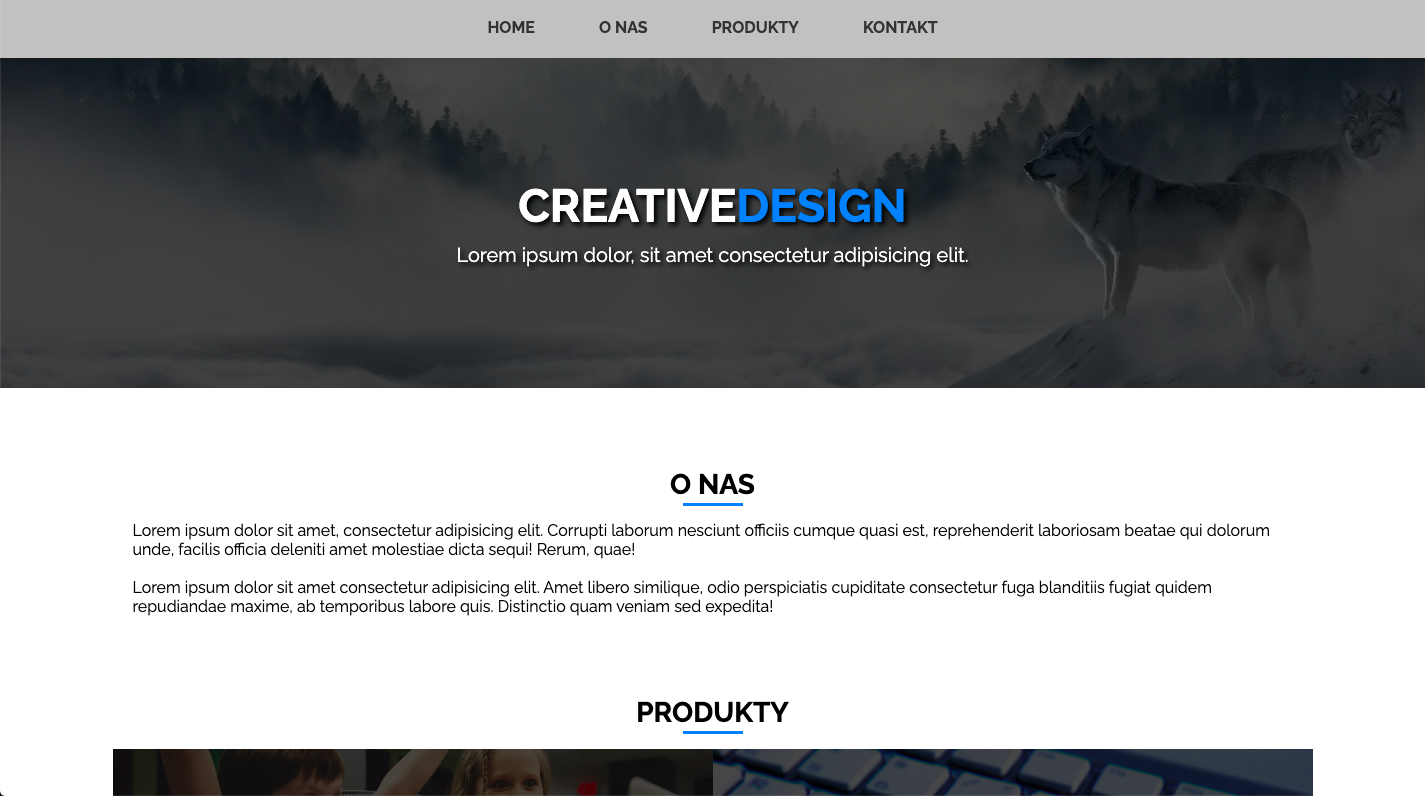 HOME O NAS PRODUKTY KONTAKT
CREATIVEDESIGN
Lorem ipsum dolor, sit amet consectetur adipisicing elit.
O NAS
Lorem ipsum dolor sit amet, consectetur adipisicing elit. Corrupti laborum nesciunt officiis cumque quasi est, reprehenderit laboriosam beatae qui dolorum
unde, facilis officia deleniti amet molestiae dicta sequi! Rerum, quae!
Lorem ipsum dolor sit amet consectetur adipisicing elit. Amet libero similique, odio perspiciatis cupiditate consectetur fuga blanditiis fugiat quidem
repudiandae maxime, ab temporibus labore quis. Distinctio quam veniam sed expedita!
PRODUKTY